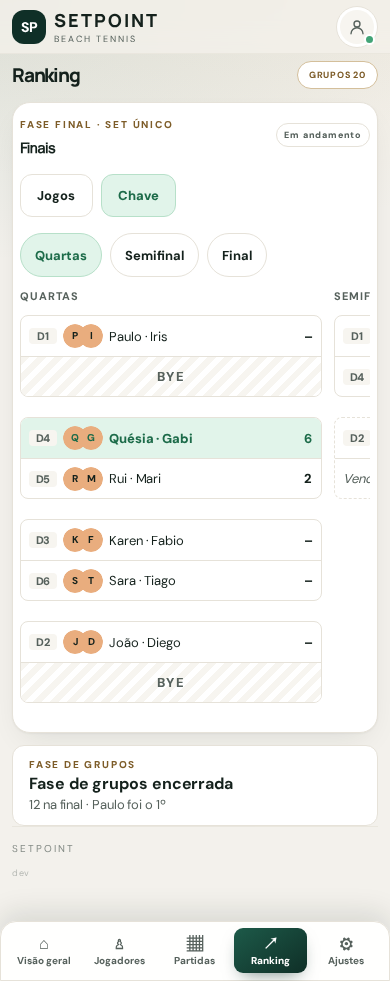 SP
SETPOINT
BEACH TENNIS
Ranking
GRUPOS 20
FASE FINAL · SET ÚNICO
Finais
Em andamento
Jogos
Chave
Quartas
Semifinal
Final
QUARTAS
SEMIF
D1 P I Paulo · Iris –
BYE
D4 Q G Quésia · Gabi 6
D5 R M Rui · Mari 2
D3 K F Karen · Fabio –
D6 S T Sara · Tiago –
D2 J D João · Diego –
BYE
D1
D4
D2
Venc
FASE DE GRUPOS
Fase de grupos encerrada
12 na final · Paulo foi o 1º
SETPOINT
dev
Visão geral
Jogadores
Partidas
Ranking
Ajustes